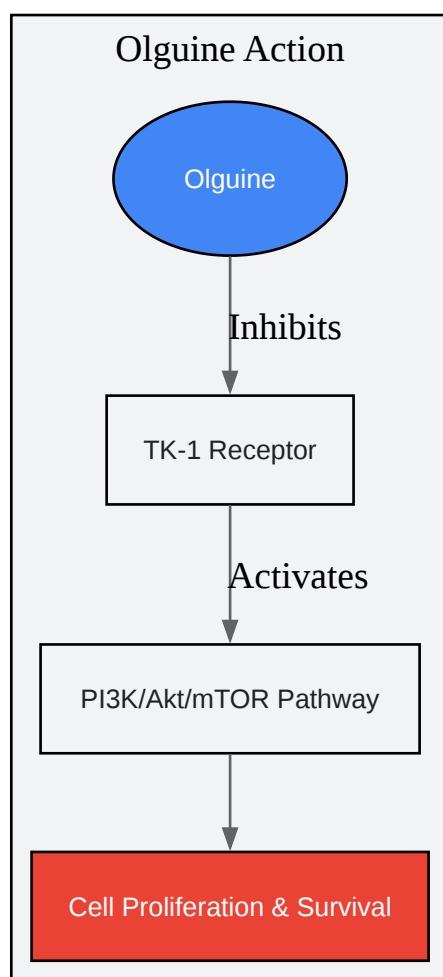 Olguine Action
Olguine
Inhibits
TK-1 Receptor
Activates
PI3K/Akt/mTOR Pathway
Cell Proliferation & Survival